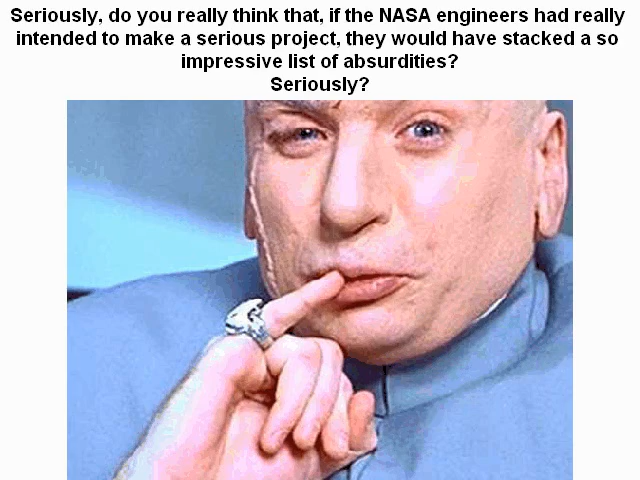 Seriously, do you really think that, if the NASA engineers had really
intended to make a serious project, they would have stacked a so
impressive list of absurdities?
Seriously?